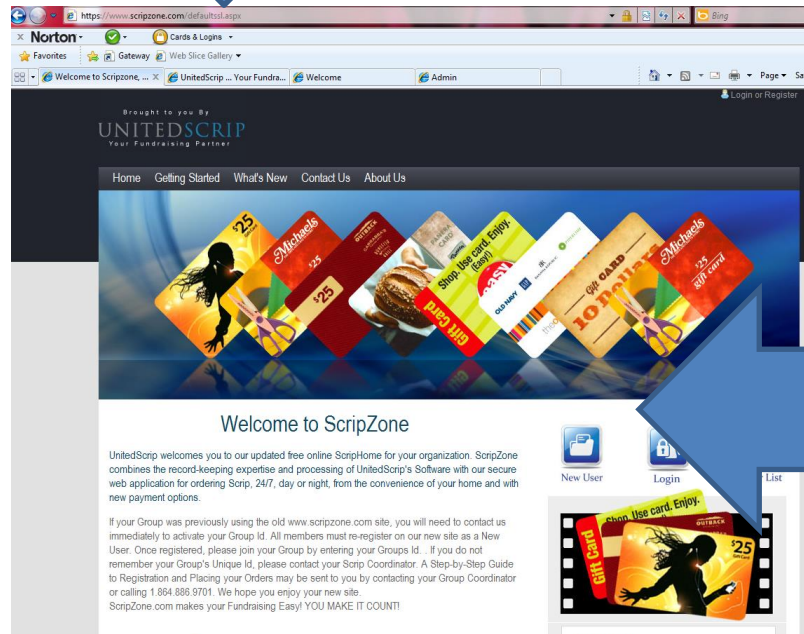 https://www.scripzone.com/defaultssl.aspx
Bing
Norton
Cards & Logins
Favorites
Gateway
Web Slice Gallery
Welcome to Scripzone, ...
UnitedScrip ... Your Fundra...
Welcome
Admin
Page
Sa
Login or Register
Brought to you By
UNITEDSCRIP
Your Fundraising Partner
Home
Getting Started
What's New
Contact Us
About Us
$25
Michaels
$25
$25
OUTBACK
PANERA
CARD
Shop. Use card. Enjoy.
(Easy!)
easy
Gift Card
OLD NAVY
GAP
BANANA REPUBLIC
Gift CARD
10 Dollars
Michaels
$25
gift card
Welcome to ScripZone
UnitedScrip welcomes you to our updated free online ScripHome for your organization. ScripZone
combines the record-keeping expertise and processing of UnitedScrip's Software with our secure
web application for ordering Scrip, 24/7, day or night, from the convenience of your home and with
new payment options.
If your Group was previously using the old www.scripzone.com site, you will need to contact us
immediately to activate your Group Id. All members must re-register on our new site as a New
User. Once registered, please join your Group by entering your Groups Id. . If you do not
remember your Group's Unique Id, please contact your Scrip Coordinator. A Step-by-Step Guide
to Registration and Placing your Orders may be sent to you by contacting your Group Coordinator
or calling 1.864.886.9701. We hope you enjoy your new site.
ScripZone.com makes your Fundraising Easy! YOU MAKE IT COUNT!
New User
Login
List
Gift Card
Shop. Use card. Enjoy.
OUTBACK
$25